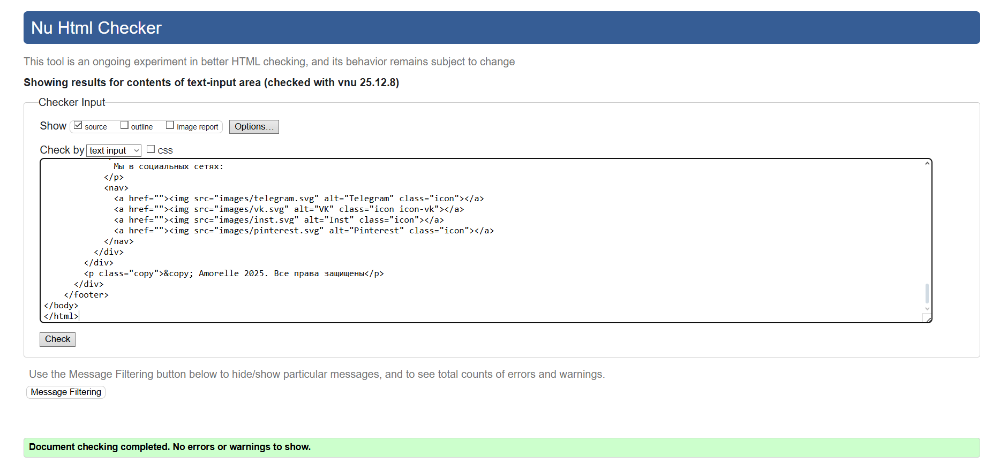 Nu Html Checker
This tool is an ongoing experiment in better HTML checking, and its behavior remains subject to change
Showing results for contents of text-input area (checked with vnu 25.12.8)
Checker Input
Show source outline image report Options...
Check by text input CSS
Мы в социальных сетях:
</p>
<nav>
<a href=""><img src="images/telegram.svg" alt="Telegram" class="icon"></a>
<a href=""><img src="images/vk.svg" alt="VK" class="icon icon-vk"></a>
<a href=""><img src="images/inst.svg" alt="Inst" class="icon"></a>
<a href=""><img src="images/pinterest.svg" alt="Pinterest" class="icon"></a>
</nav>
</div>
</div>
<p class="copy">&copy; Amorelle 2025. Все права защищены</p>
</div>
</footer>
</body>
</html>
Check
Use the Message Filtering button below to hide/show particular messages, and to see total counts of errors and warnings.
Message Filtering
Document checking completed. No errors or warnings to show.